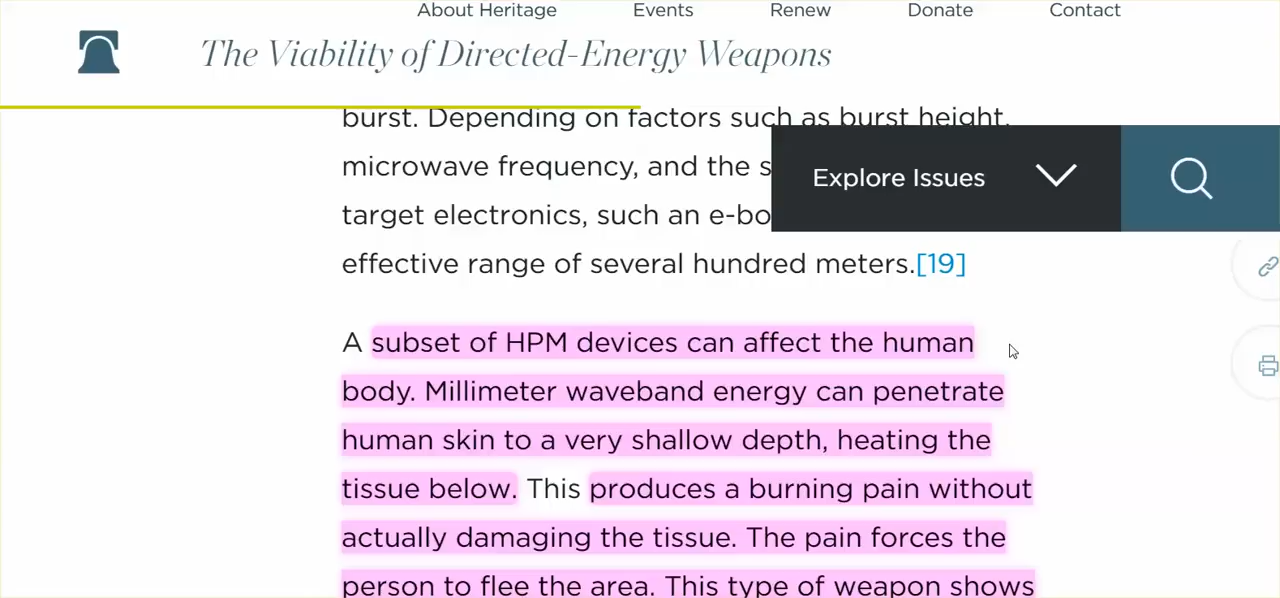 About Heritage Events Renew Donate Contact
The Viability of Directed-Energy Weapons
burst. Depending on factors such as burst height,
microwave frequency, and the s
Explore Issues
target electronics, such an e-bo
effective range of several hundred meters.[19]
A subset of HPM devices can affect the human
body. Millimeter waveband energy can penetrate
human skin to a very shallow depth, heating the
tissue below. This produces a burning pain without
actually damaging the tissue. The pain forces the
person to flee the area. This type of weapon shows